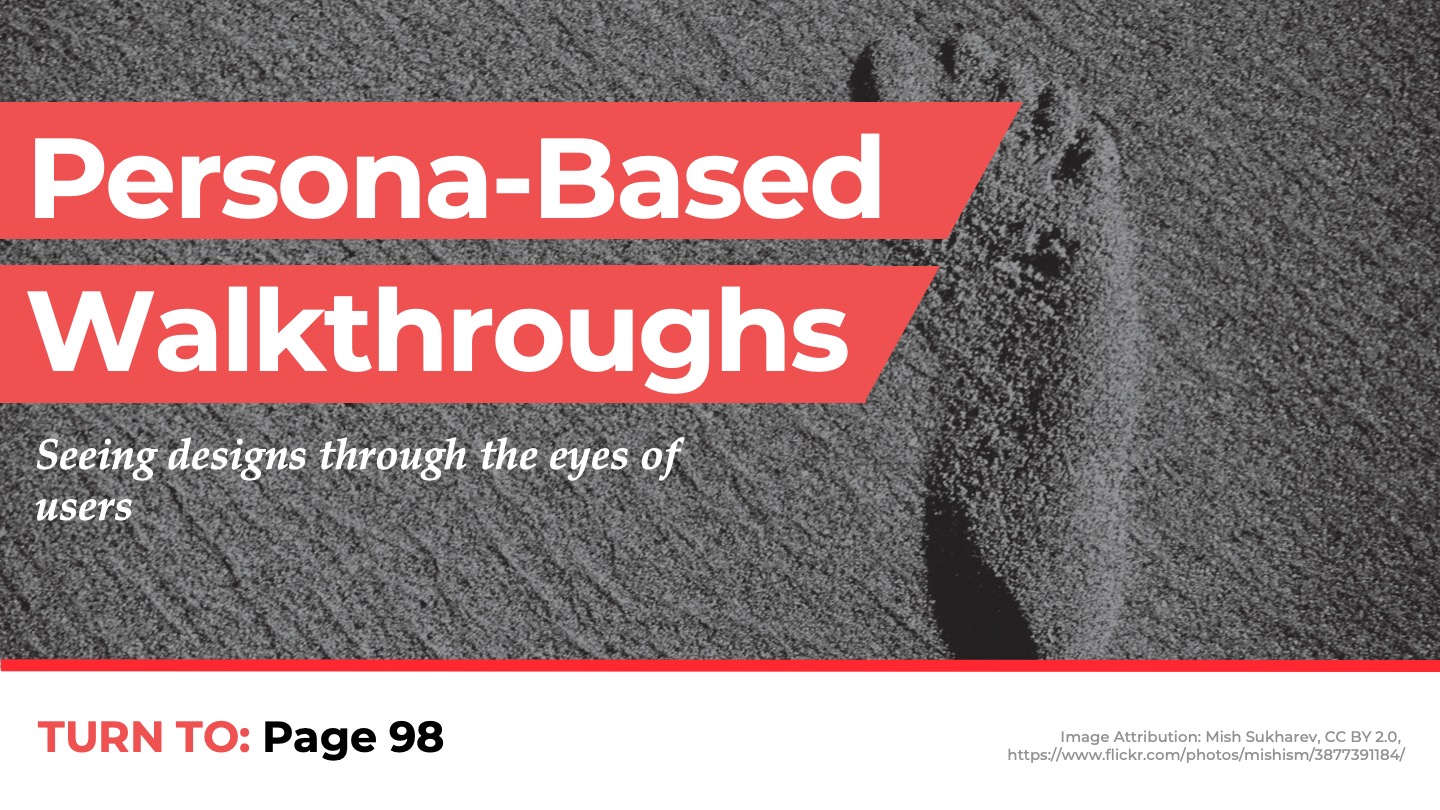 Persona-Based
Walkthroughs
Seeing designs through the eyes of
users
TURN TO: Page 98
Image Attribution: Mish Sukharev, CC BY 2.0,
https://www.flickr.com/photos/mishism/3877391184/